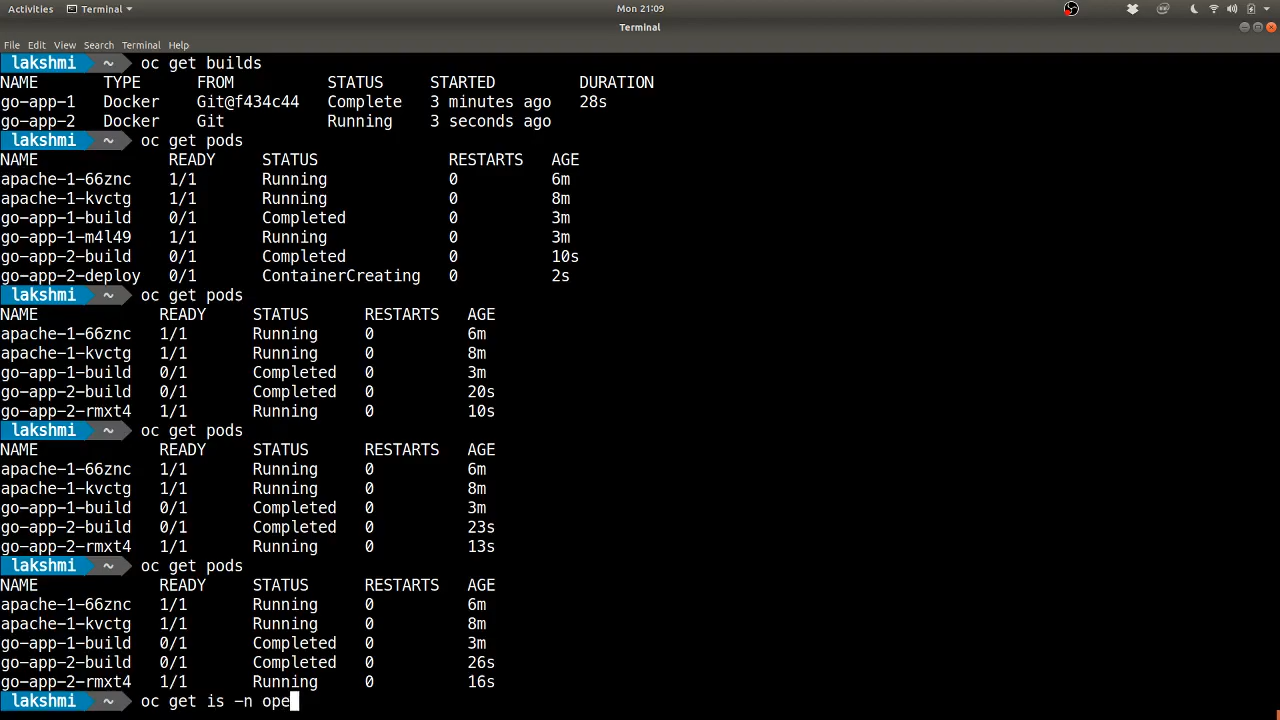 Activities Terminal Mon 21:09
Terminal
File Edit View Search Terminal Help
lakshmi ~ oc get builds
NAME TYPE FROM STATUS STARTED DURATION
go-app-1 Docker Git@f434c44 Complete 3 minutes ago 28s
go-app-2 Docker Git Running 3 seconds ago
lakshmi ~ oc get pods
NAME READY STATUS RESTARTS AGE
apache-1-66znc 1/1 Running 0 6m
apache-1-kvctg 1/1 Running 0 8m
go-app-1-build 0/1 Completed 0 3m
go-app-1-m4l49 1/1 Running 0 3m
go-app-2-build 0/1 Completed 0 10s
go-app-2-deploy 0/1 ContainerCreating 0 2s
lakshmi ~ oc get pods
NAME READY STATUS RESTARTS AGE
apache-1-66znc 1/1 Running 0 6m
apache-1-kvctg 1/1 Running 0 8m
go-app-1-build 0/1 Completed 0 3m
go-app-2-build 0/1 Completed 0 20s
go-app-2-rmxt4 1/1 Running 0 10s
lakshmi ~ oc get pods
NAME READY STATUS RESTARTS AGE
apache-1-66znc 1/1 Running 0 6m
apache-1-kvctg 1/1 Running 0 8m
go-app-1-build 0/1 Completed 0 3m
go-app-2-build 0/1 Completed 0 23s
go-app-2-rmxt4 1/1 Running 0 13s
lakshmi ~ oc get pods
NAME READY STATUS RESTARTS AGE
apache-1-66znc 1/1 Running 0 6m
apache-1-kvctg 1/1 Running 0 8m
go-app-1-build 0/1 Completed 0 3m
go-app-2-build 0/1 Completed 0 26s
go-app-2-rmxt4 1/1 Running 0 16s
lakshmi ~ oc get is -n ope